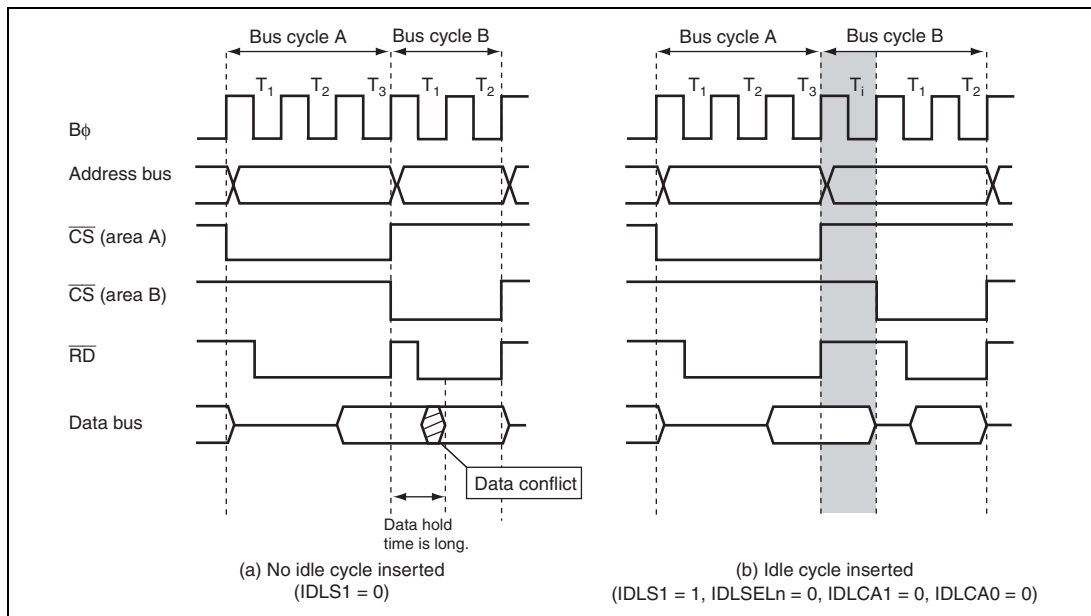 Bus cycle A Bus cycle B Bus cycle A Bus cycle B
T1 T2 T3 T1 T2 T1 T2 T3 Ti T1 T2
Bϕ
Address bus
CS (area A)
CS (area B)
RD
Data bus
Data conflict
Data hold
time is long.
(a) No idle cycle inserted
(IDLS1 = 0)
(b) Idle cycle inserted
(IDLS1 = 1, IDLSELn = 0, IDLCA1 = 0, IDLCA0 = 0)